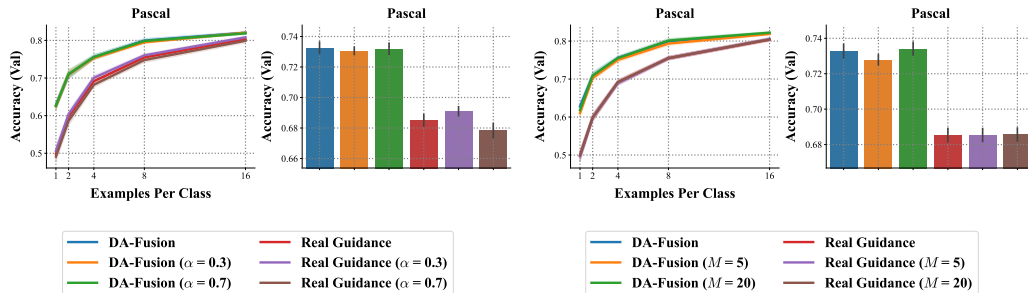 Pascal
Accuracy (Val)
0.8
0.7
0.6
0.5
1 2 4 8 16
Examples Per Class
Pascal
Accuracy (Val)
0.74
0.72
0.70
0.68
0.66
Pascal
Accuracy (Val)
0.8
0.7
0.6
0.5
1 2 4 8 16
Examples Per Class
Pascal
Accuracy (Val)
0.74
0.72
0.70
0.68
DA-Fusion
DA-Fusion (α = 0.3)
DA-Fusion (α = 0.7)
Real Guidance
Real Guidance (α = 0.3)
Real Guidance (α = 0.7)
DA-Fusion
DA-Fusion (M = 5)
DA-Fusion (M = 20)
Real Guidance
Real Guidance (M = 5)
Real Guidance (M = 20)